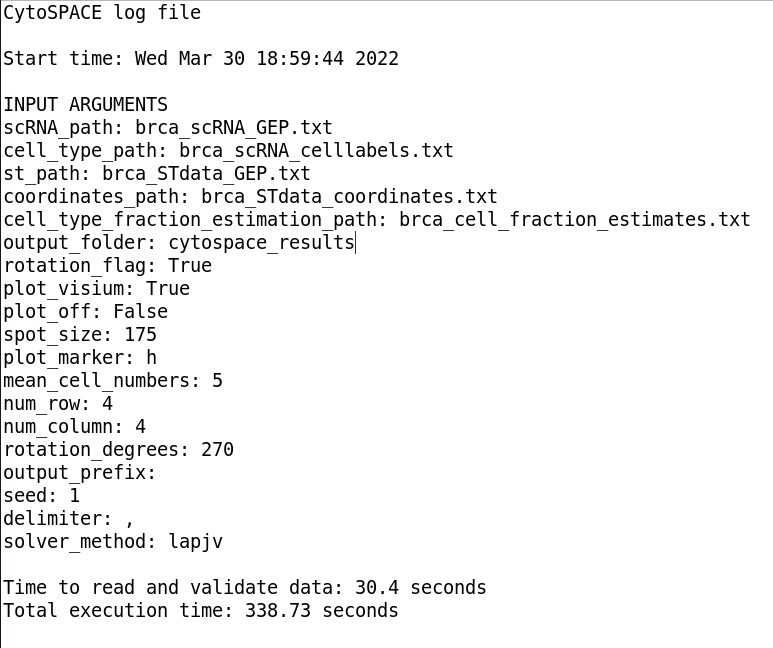 CytoSPACE log file
Start time: Wed Mar 30 18:59:44 2022
INPUT ARGUMENTS
scRNA_path: brca_scRNA_GEP.txt
cell_type_path: brca_scRNA_celllabels.txt
st_path: brca_STdata_GEP.txt
coordinates_path: brca_STdata_coordinates.txt
cell_type_fraction_estimation_path: brca_cell_fraction_estimates.txt
output_folder: cytospace_results
rotation_flag: True
plot_visium: True
plot_off: False
spot_size: 175
plot_marker: h
mean_cell_numbers: 5
num_row: 4
num_column: 4
rotation_degrees: 270
output_prefix:
seed: 1
delimiter: ,
solver_method: lapjv
Time to read and validate data: 30.4 seconds
Total execution time: 338.73 seconds